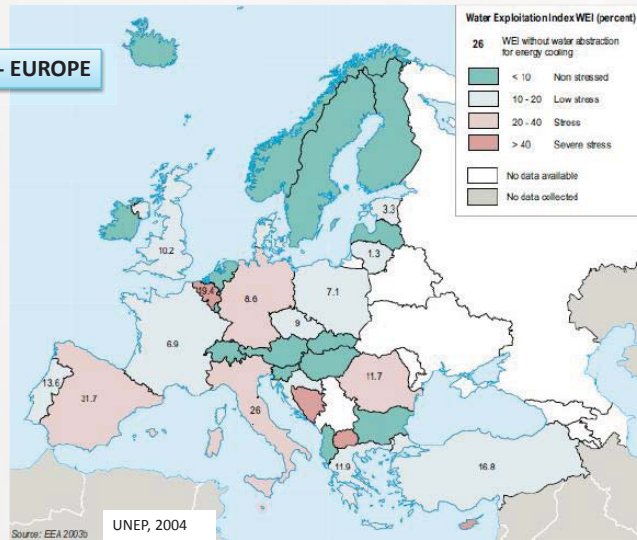 - EUROPE
Water Exploitation Index WEI (percent)
26 WEI without water abstraction
for energy cooling
< 10 Non stressed
10 - 20 Low stress
20 - 40 Stress
> 40 Severe stress
No data available
No data collected
3.3
1.3
10.2
19.4
8.6
7.1
9
6.9
11.7
13.6
31.7
26
11.9
16.8
UNEP, 2004
Source: EEA 2003b